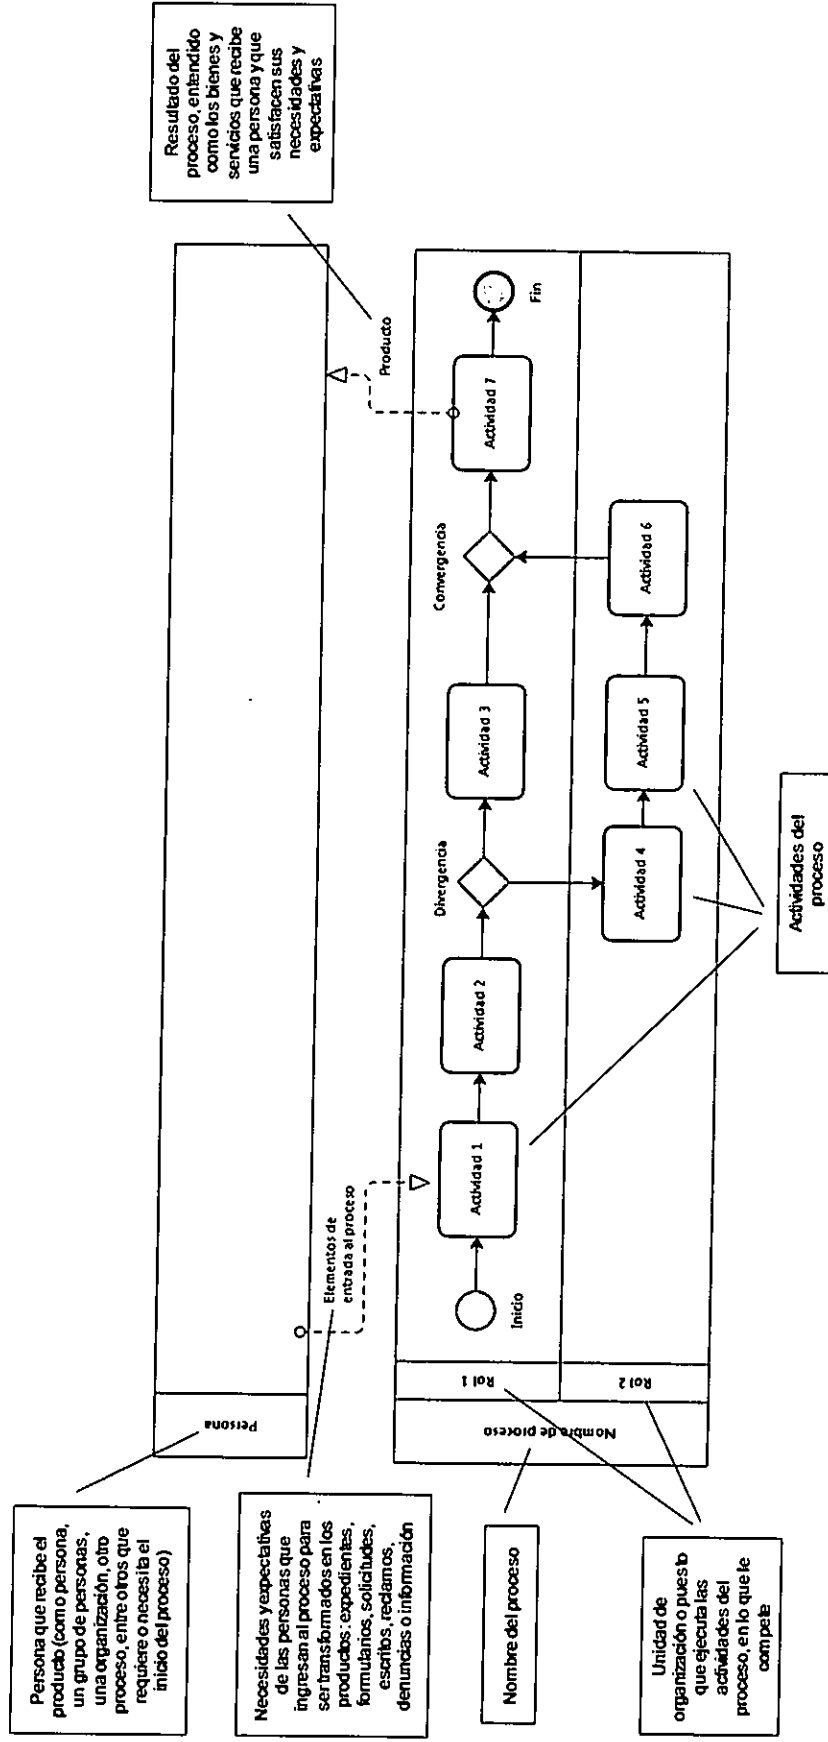 Persona que recibe el
producto (como persona,
un grupo de personas,
una organización, otro
proceso, entre otros que
requiere o necesita el
inicio del proceso)
Necesidades y expectativas
de las personas que
ingresan al proceso para
ser transformados en los
productos: expedientes,
formularios, solicitudes,
escritos, reclamos,
denuncias o información
Nombre del proceso
Unidad de
organización o puesto
que ejecuta las
actividades del
proceso, en lo que le
compete
Persona
Elementos de
entrada al proceso
Nombre de proceso
Rol 1
Rol 2
Inicio
Actividad 1
Actividad 2
Divergencia
Actividad 3
Convergencia
Actividad 7
Fin
Producto
Actividad 4
Actividad 5
Actividad 6
Actividades del
proceso
Resultado del
proceso, entendido
como los bienes y
servicios que recibe
una persona y que
satisfacen sus
necesidades y
expectativas